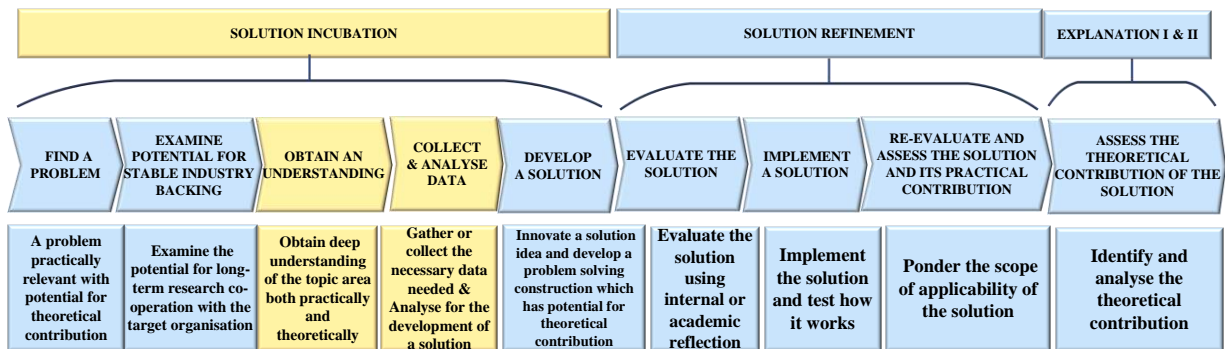 SOLUTION INCUBATION
SOLUTION REFINEMENT
EXPLANATION I & II
FIND A
PROBLEM
EXAMINE
POTENTIAL FOR
STABLE INDUSTRY
BACKING
OBTAIN AN
UNDERSTANDING
COLLECT
& ANALYSE
DATA
DEVELOP
A SOLUTION
EVALUATE THE
SOLUTION
IMPLEMENT
A SOLUTION
RE-EVALUATE AND
ASSESS THE SOLUTION
AND ITS PRACTICAL
CONTRIBUTION
ASSESS THE
THEORETICAL
CONTRIBUTION OF THE
SOLUTION
A problem
practically
relevant with
potential for
theoretical
contribution
Examine the
potential for long-
term research co-
operation with the
target organisation
Obtain deep
understanding
of the topic area
both practically
and
theoretically
Gather or
collect the
necessary data
needed &
Analyse for the
development of
a solution
Innovate a solution
idea and develop a
problem solving
construction which
has potential for
theoretical
contribution
Evaluate the
solution
using
internal or
academic
reflection
Implement
the solution
and test how
it works
Ponder the scope
of applicability of
the solution
Identify and
analyse the
theoretical
contribution